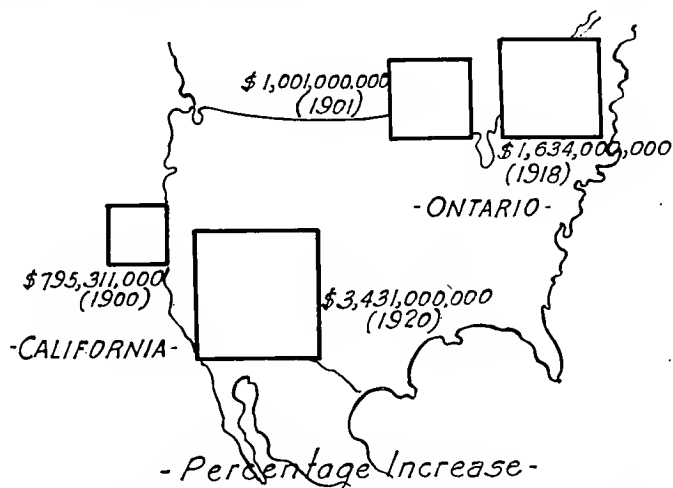 $1,001,000,000
(1901)
$1,634,000,000
(1918)
-ONTARIO-
$795,311,000
(1900)
$3,431,000,000
(1920)
-CALIFORNIA-
-Percentage Increase-